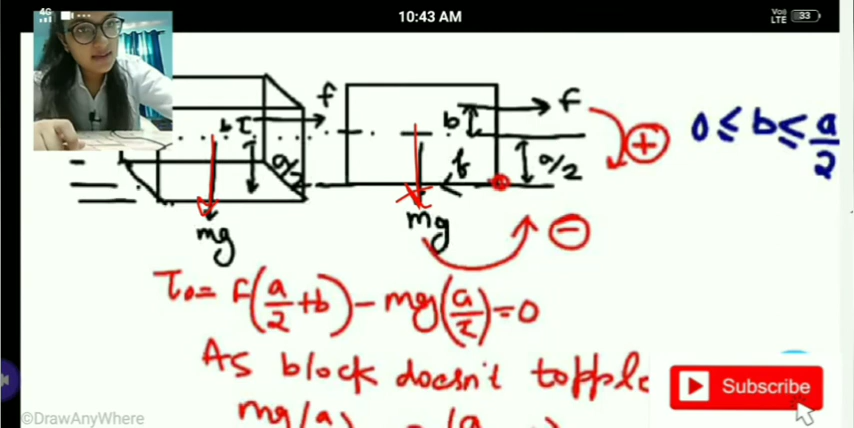 4G 10:43 AM Vo) LTE 33
f
b
a/2
mg
F
b
a/2
f
mg
+
−
0 ≤ b ≤ a/2
τ₀ = F(a/2 + b) − mg(a/2) = 0
As block doesn't topple
Subscribe
©DrawAnyWhere